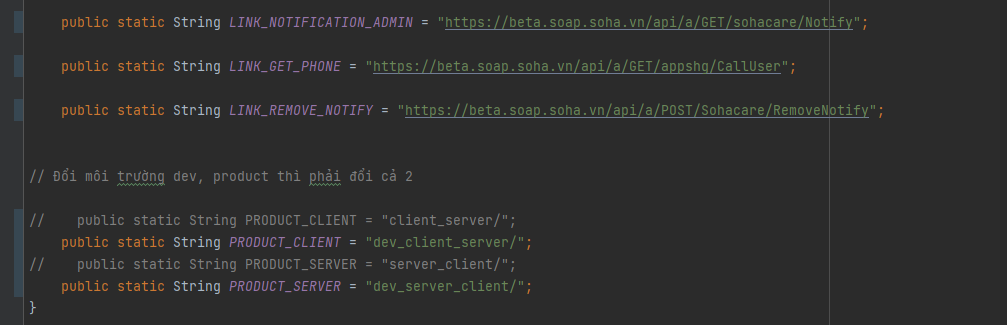 public static String LINK_NOTIFICATION_ADMIN = "https://beta.soap.soha.vn/api/a/GET/sohacare/Notify";
public static String LINK_GET_PHONE = "https://beta.soap.soha.vn/api/a/GET/appshq/CallUser";
public static String LINK_REMOVE_NOTIFY = "https://beta.soap.soha.vn/api/a/POST/Sohacare/RemoveNotify";
// Đổi môi trường dev, product thì phải đổi cả 2
//    public static String PRODUCT_CLIENT = "client_server/";
public static String PRODUCT_CLIENT = "dev_client_server/";
//    public static String PRODUCT_SERVER = "server_client/";
public static String PRODUCT_SERVER = "dev_server_client/";
}